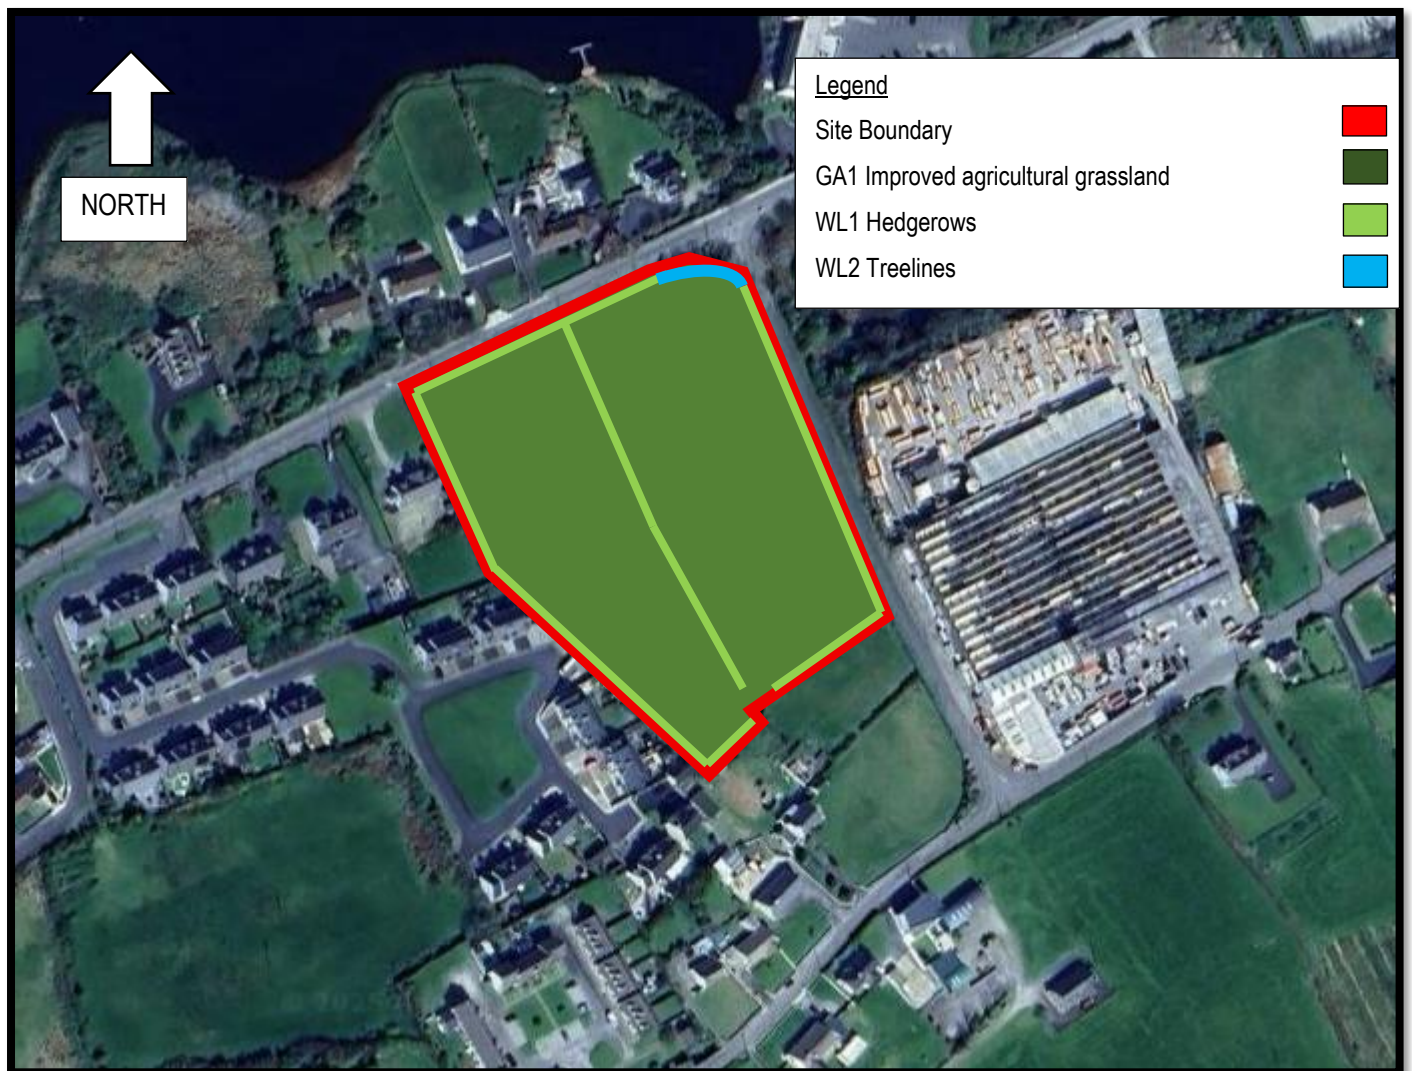 NORTH
Legend
Site Boundary
GA1 Improved agricultural grassland
WL1 Hedgerows
WL2 Treelines